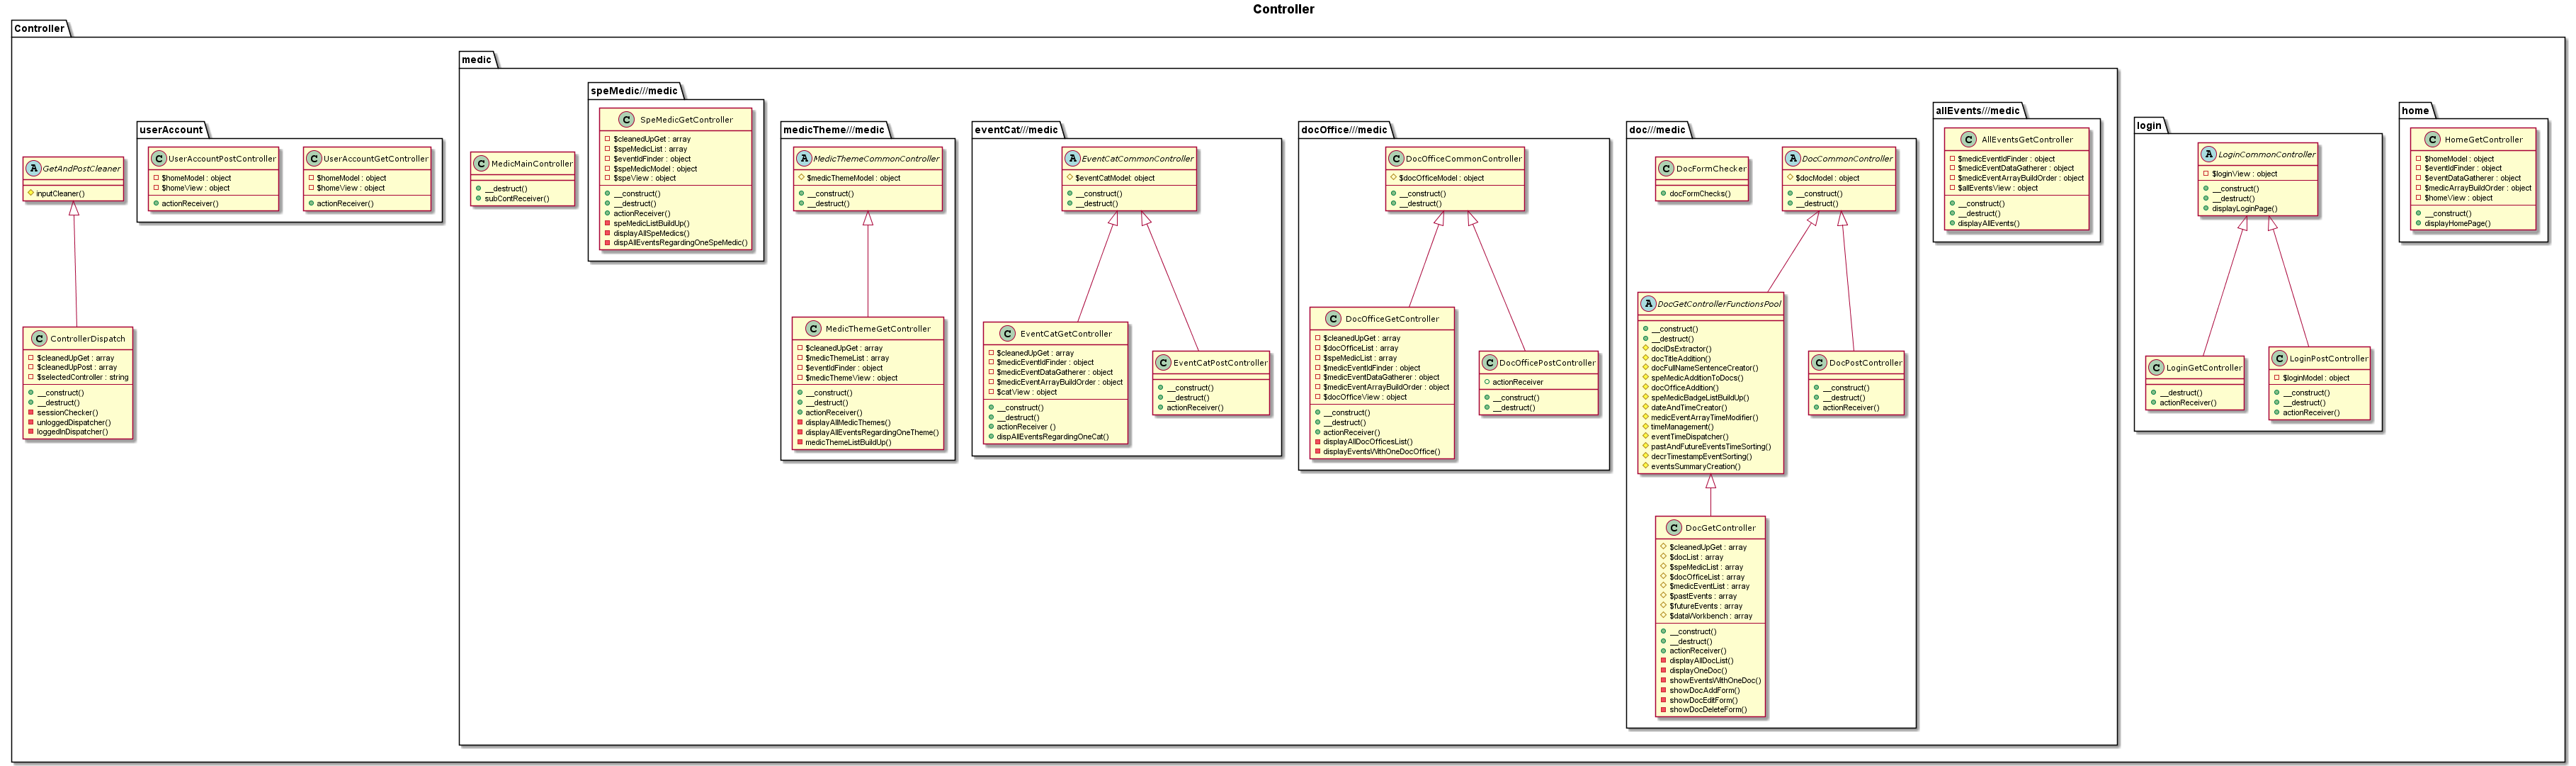 Controller
Controller
A GetAndPostCleaner
inputCleaner()
C ControllerDispatch
$cleanedUpGet : array
$cleanedUpPost : array
$selectedController : string
__construct()
__destruct()
sessionChecker()
unloggedDispatcher()
loggedInDispatcher()
userAccount
C UserAccountPostController
$homeModel : object
$homeView : object
actionReceiver()
C UserAccountGetController
$homeModel : object
$homeView : object
actionReceiver()
medic
C MedicMainController
__destruct()
subContReceiver()
speMedic///medic
C SpeMedicGetController
$cleanedUpGet : array
$speMedicList : array
$eventIdFinder : object
$speMedicModel : object
$speView : object
__construct()
__destruct()
actionReceiver()
speMedicListBuildUp()
displayAllSpeMedics()
dispAllEventsRegardingOneSpeMedic()
medicTheme///medic
A MedicThemeCommonController
$medicThemeModel : object
__construct()
__destruct()
C MedicThemeGetController
$cleanedUpGet : array
$medicThemeList : array
$eventIdFinder : object
$medicThemeView : object
__construct()
__destruct()
actionReceiver()
displayAllMedicThemes()
displayAllEventsRegardingOneTheme()
medicThemeListBuildUp()
eventCat///medic
A EventCatCommonController
$eventCatModel: object
__construct()
__destruct()
C EventCatGetController
$cleanedUpGet : array
$medicEventIdFinder : object
$medicEventDataGatherer : object
$medicEventArrayBuildOrder : object
$catView : object
__construct()
__destruct()
actionReceiver ()
dispAllEventsRegardingOneCat()
C EventCatPostController
__construct()
__destruct()
actionReceiver()
docOffice///medic
C DocOfficeCommonController
$docOfficeModel : object
__construct()
__destruct()
C DocOfficeGetController
$cleanedUpGet : array
$docOfficeList : array
$speMedicList : array
$medicEventIdFinder : object
$medicEventDataGatherer : object
$medicEventArrayBuildOrder : object
$docOfficeView : object
__construct()
__destruct()
actionReceiver()
displayAllDocOfficesList()
displayEventsWithOneDocOffice()
C DocOfficePostController
actionReceiver
__construct()
__destruct()
doc///medic
C DocFormChecker
docFormChecks()
A DocCommonController
$docModel : object
__construct()
__destruct()
A DocGetControllerFunctionsPool
__construct()
__destruct()
docIDsExtractor()
docTitleAddition()
docFullNameSentenceCreator()
speMedicAdditionToDocs()
docOfficeAddition()
speMedicBadgeListBuildUp()
dateAndTimeCreator()
medicEventArrayTimeModifier()
timeManagement()
eventTimeDispatcher()
pastAndFutureEventsTimeSorting()
decrTimestampEventSorting()
eventsSummaryCreation()
C DocPostController
__construct()
__destruct()
actionReceiver()
C DocGetController
$cleanedUpGet : array
$docList : array
$speMedicList : array
$docOfficeList : array
$medicEventList : array
$pastEvents : array
$futureEvents : array
$dataWorkbench : array
__construct()
__destruct()
actionReceiver()
displayAllDocList()
displayOneDoc()
showEventsWithOneDoc()
showDocAddForm()
showDocEditForm()
showDocDeleteForm()
allEvents///medic
C AllEventsGetController
$medicEventIdFinder : object
$medicEventDataGatherer : object
$medicEventArrayBuildOrder : object
$allEventsView : object
__construct()
__destruct()
displayAllEvents()
login
A LoginCommonController
$loginView : object
__construct()
__destruct()
displayLoginPage()
C LoginGetController
__destruct()
actionReceiver()
C LoginPostController
$loginModel : object
__construct()
__destruct()
actionReceiver()
home
C HomeGetController
$homeModel : object
$eventIdFinder : object
$eventDataGatherer : object
$medicArrayBuildOrder : object
$homeView : object
__construct()
displayHomePage()